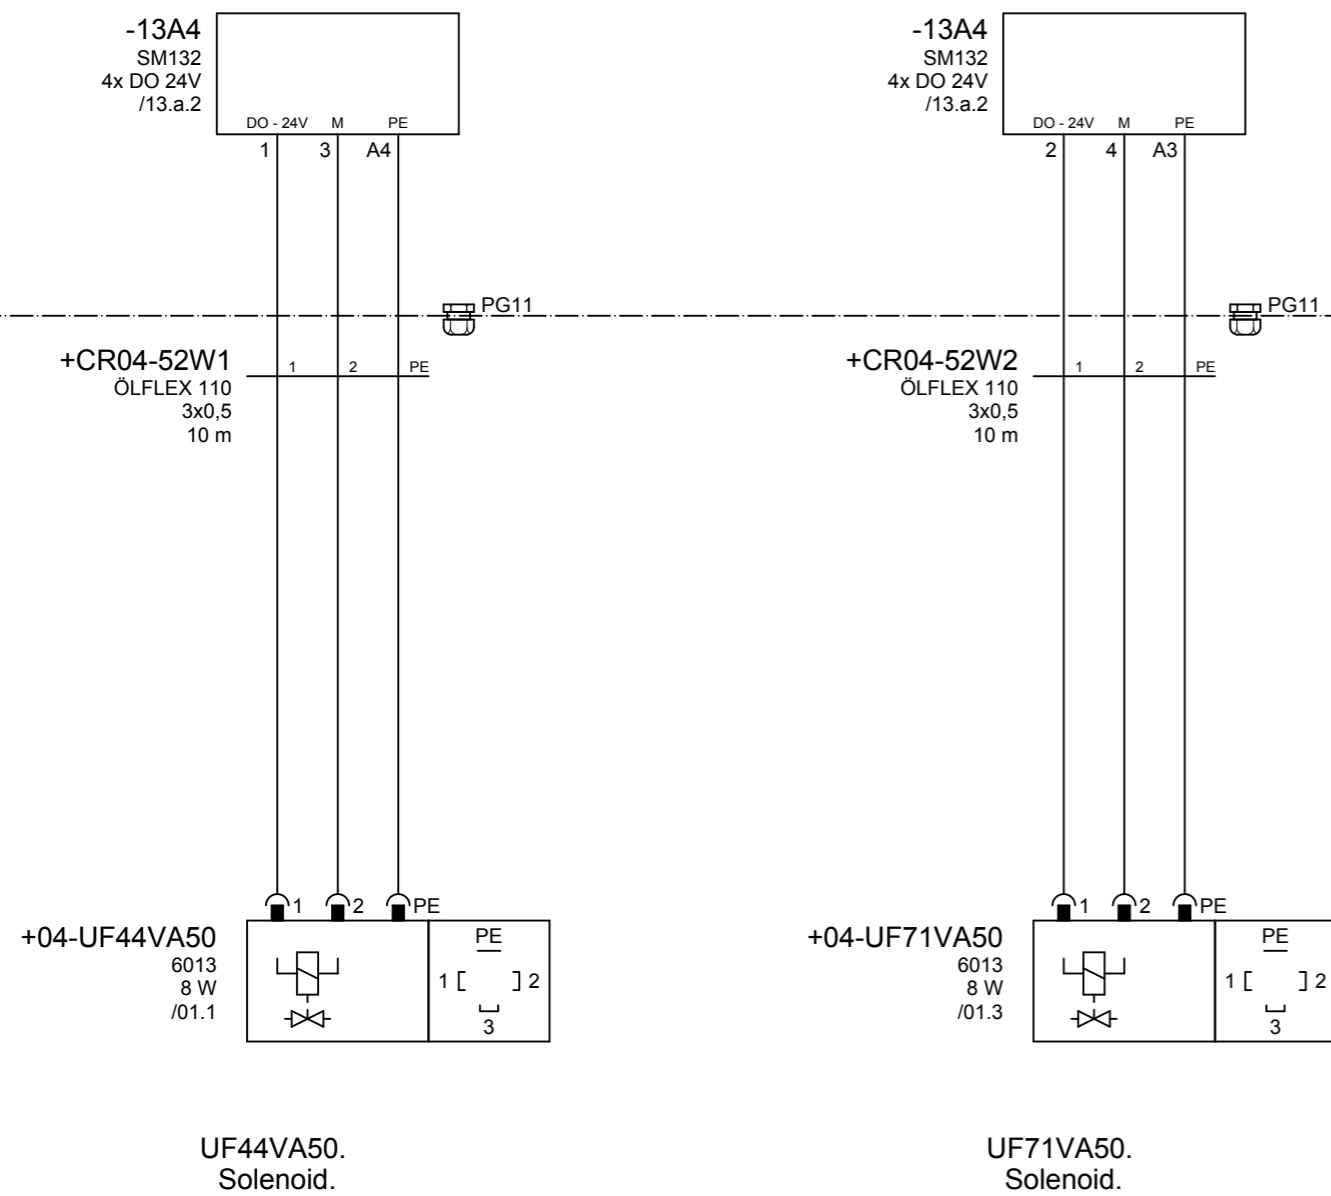 -13A4
SM132
4x DO 24V
/13.a.2
DO - 24V M PE
1 3 A4
PG11
+CR04-52W1
ÖLFLEX 110
3x0,5
10 m
1 2 PE
1 2 PE
+04-UF44VA50
6013
8 W
/01.1
PE
1 2
3
UF44VA50.
Solenoid.
-13A4
SM132
4x DO 24V
/13.a.2
DO - 24V M PE
2 4 A3
PG11
+CR04-52W2
ÖLFLEX 110
3x0,5
10 m
1 2 PE
1 2 PE
+04-UF71VA50
6013
8 W
/01.3
PE
1 2
3
UF71VA50.
Solenoid.